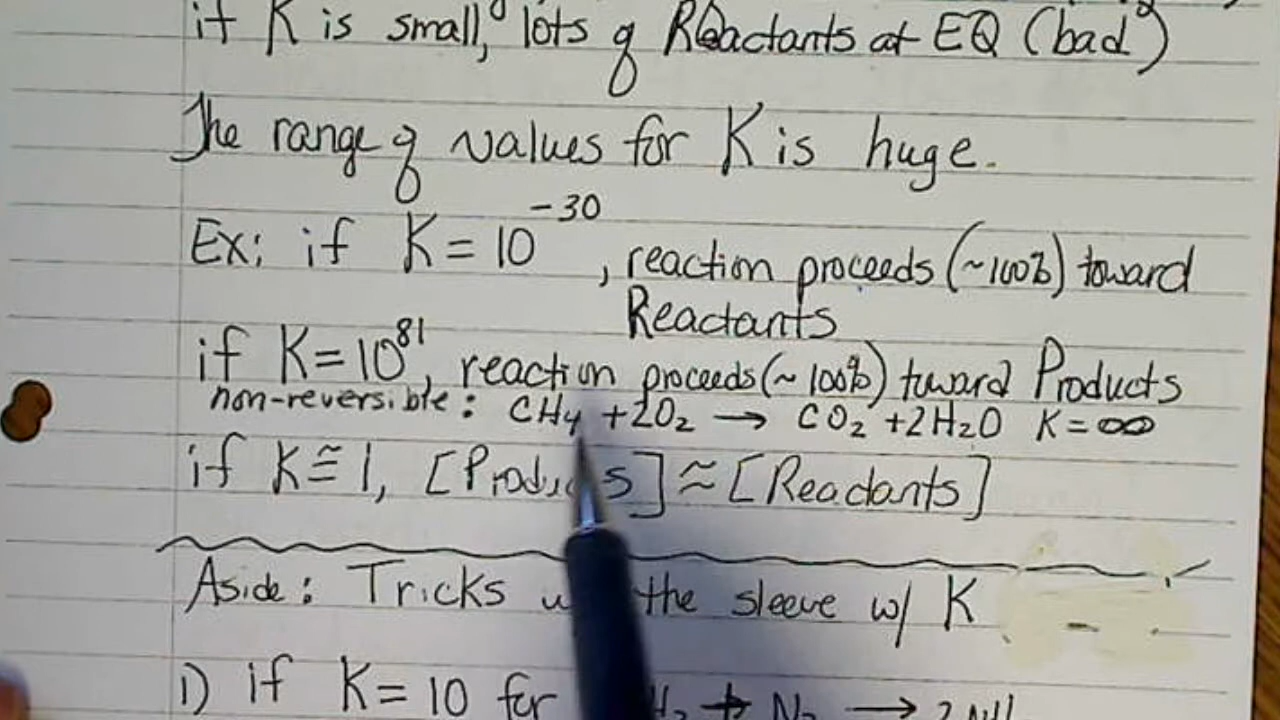 if K is small, lots of Reactants at EQ (bad)
The range of values for K is huge.
Ex: if K = 10⁻³⁰, reaction proceeds (~100%) toward
Reactants
if K = 10⁸¹, reaction proceeds (~100%) toward Products
non-reversible: CH₄ + 2O₂ → CO₂ + 2H₂O K = ∞
if K ≅ 1, [Products] ≈ [Reactants]
Aside: Tricks the sleeve w/ K
1) if K = 10 for + N₂ →